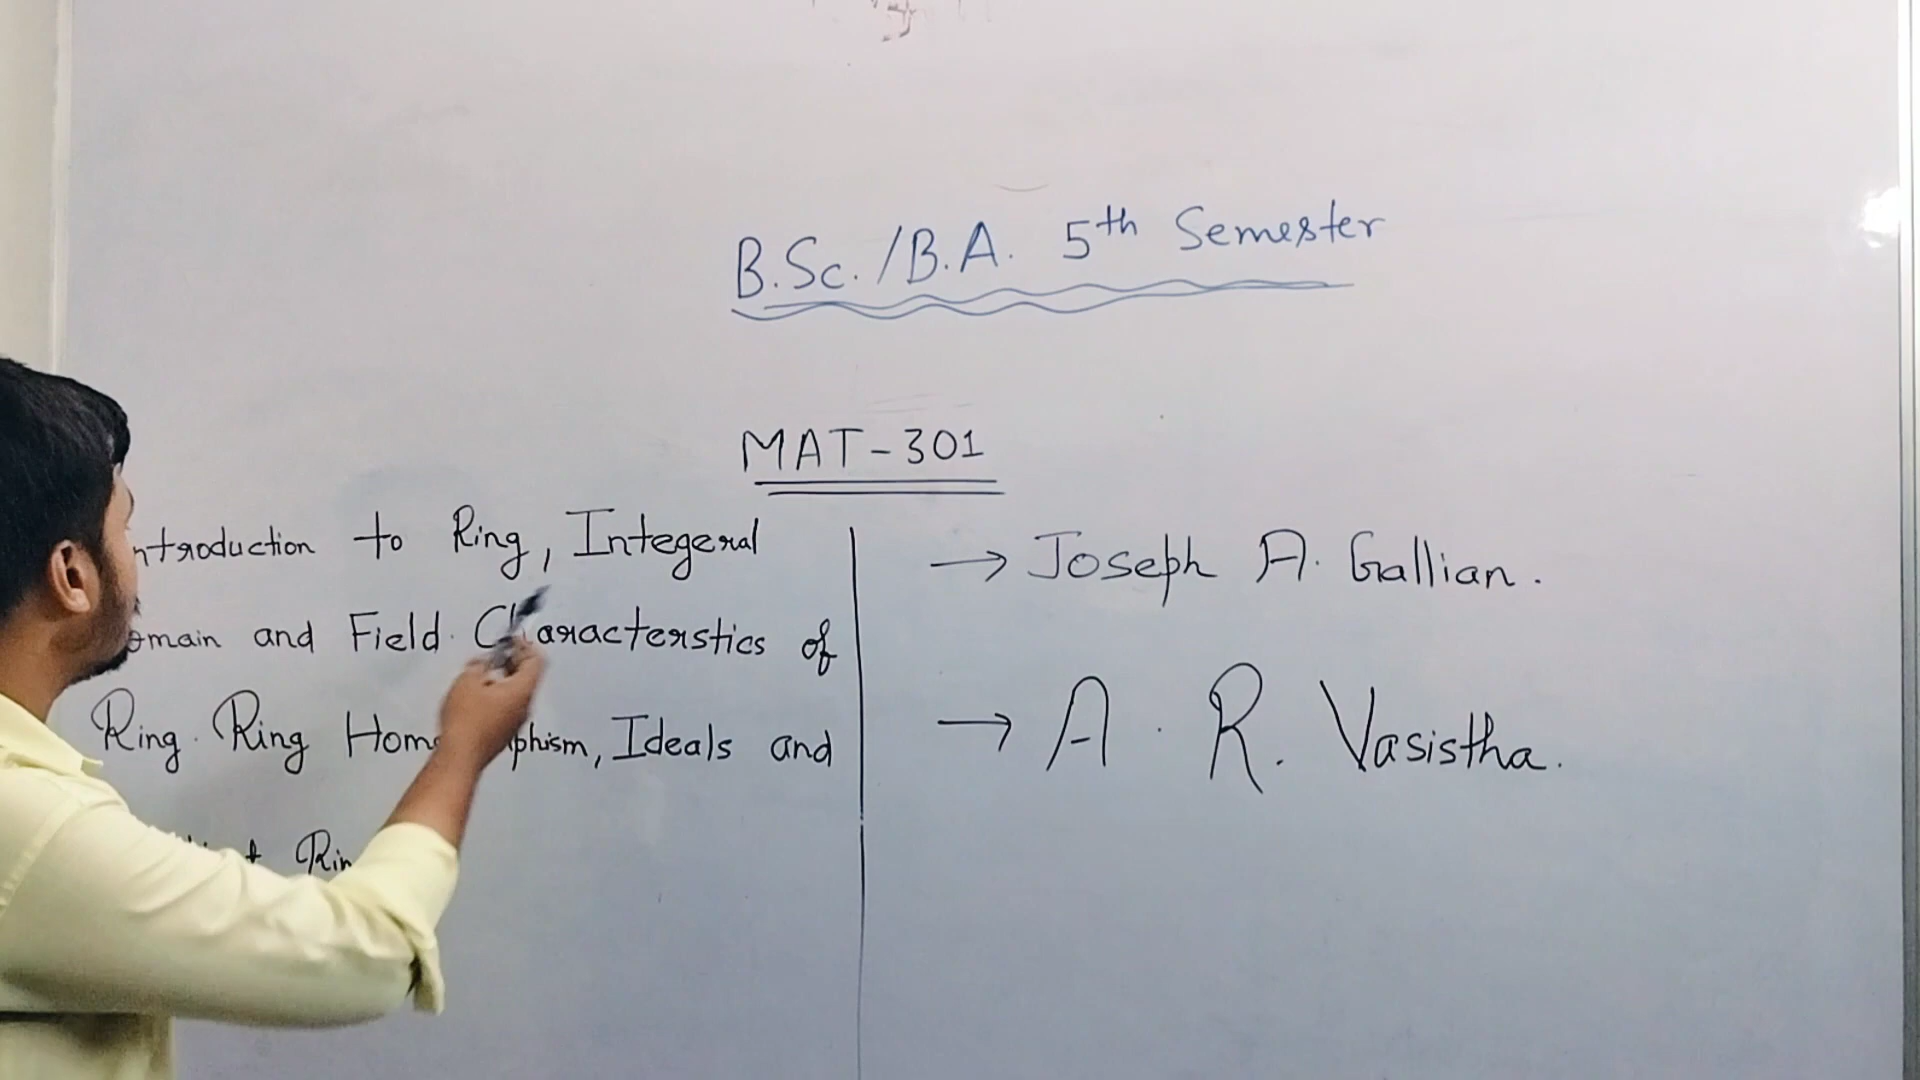 B.Sc./B.A. 5th Semester
MAT-301
ntroduction to Ring, Integeral
omain and Field. Characterstics of
Ring. Ring Hom phism, Ideals and
Rin
→ Joseph A. Gallian.
→ A. R. Vasistha.